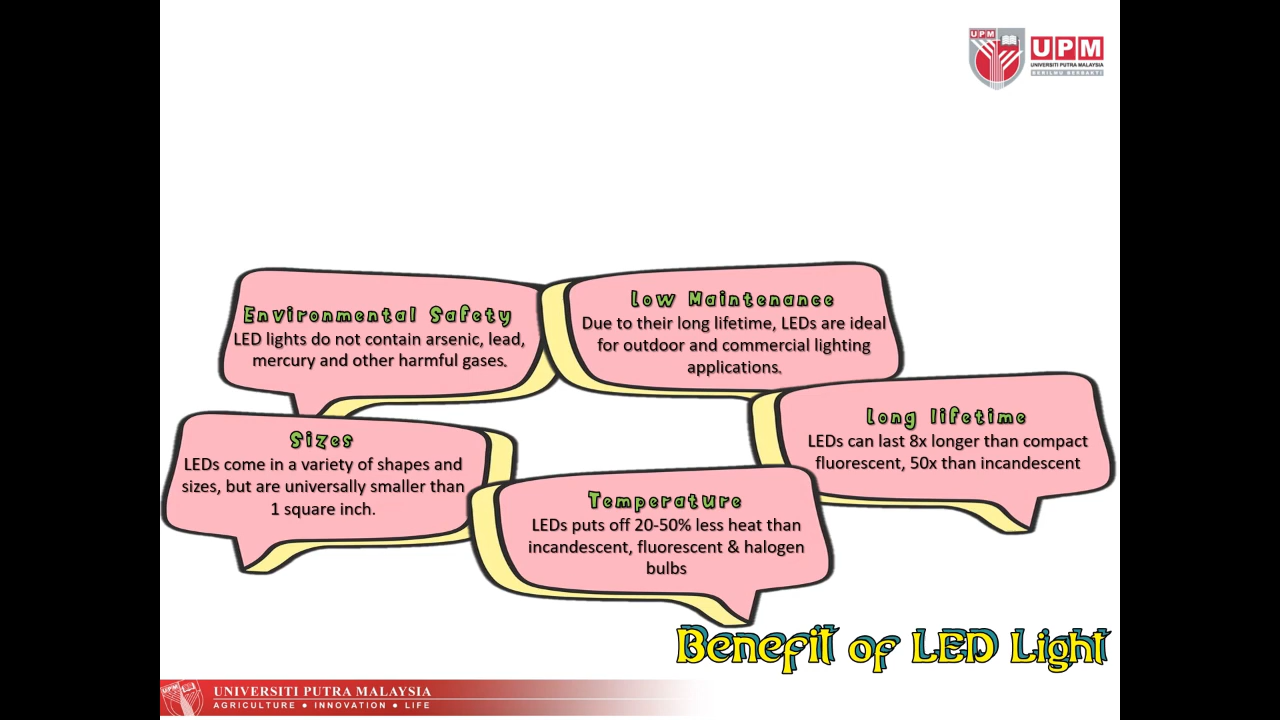 UPM
UPM
UNIVERSITI PUTRA MALAYSIA
BERILMU BERBAKTI
Environmental Safety
LED lights do not contain arsenic, lead,
mercury and other harmful gases.
Low Maintenance
Due to their long lifetime, LEDs are ideal
for outdoor and commercial lighting
applications.
Long lifetime
LEDs can last 8x longer than compact
fluorescent, 50x than incandescent
Sizes
LEDs come in a variety of shapes and
sizes, but are universally smaller than
1 square inch.
Temperature
LEDs puts off 20-50% less heat than
incandescent, fluorescent & halogen
bulbs
Benefit of LED Light
UPM
UNIVERSITI PUTRA MALAYSIA
AGRICULTURE • INNOVATION • LIFE